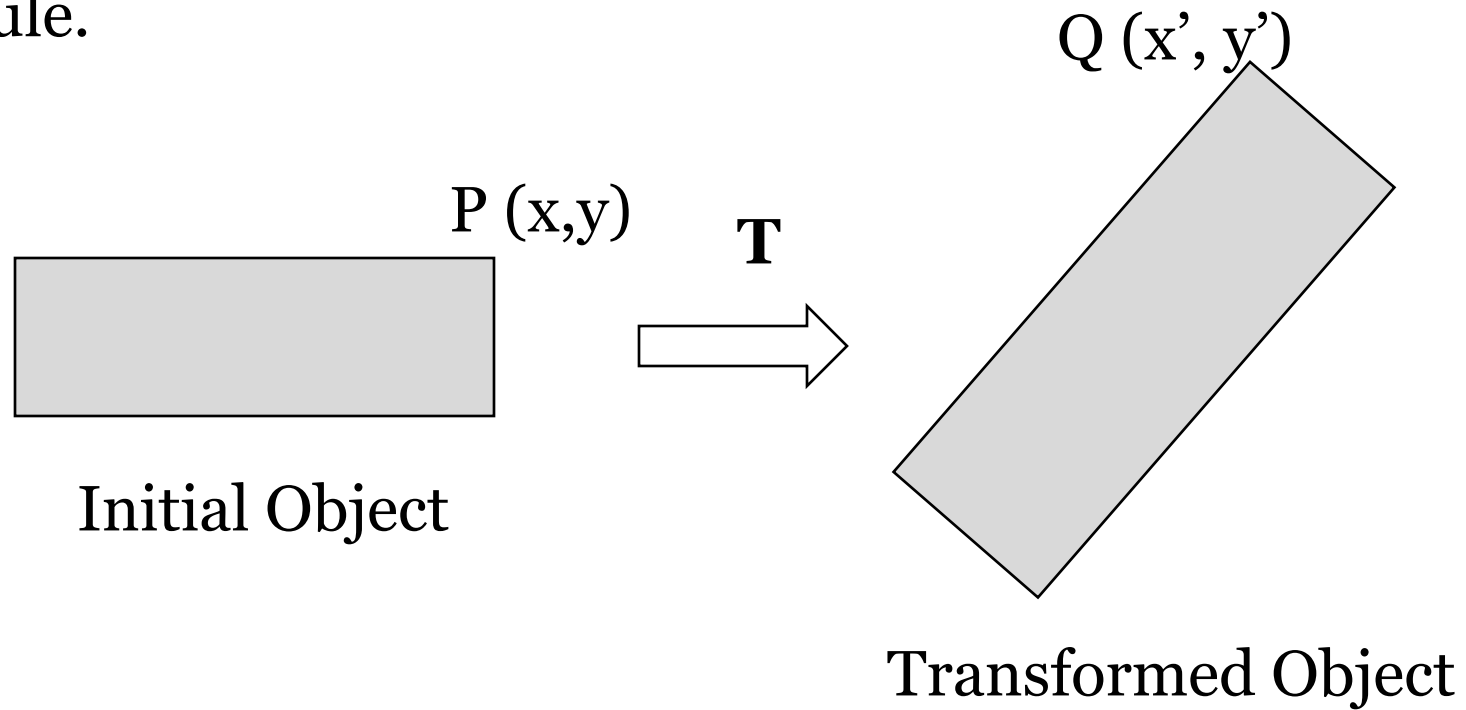 ule.
Q (x’, y’)
P (x,y)
T
Initial Object
Transformed Object